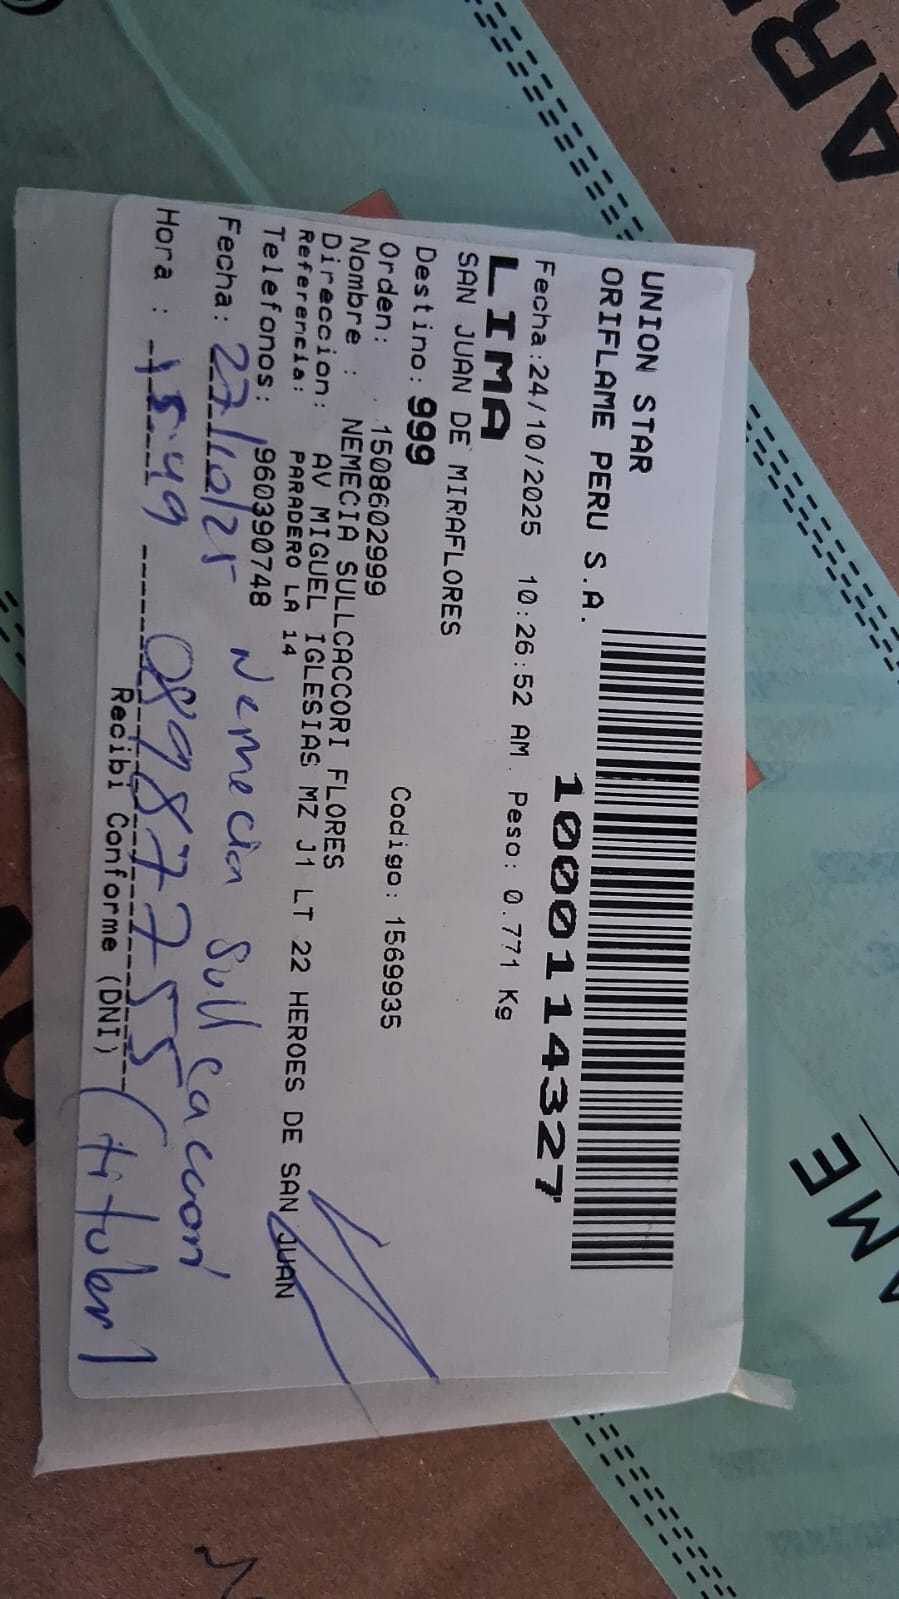 UNION STAR
ORIFLAME PERU S.A.
1000114327
Fecha:24/10/2025 10:26:52 AM. Peso: 0.771 Kg
LIMA
SAN JUAN DE MIRAFLORES
Destino: 999
Orden: 1508602999 Codigo: 1569935
Nombre : NEMECIA SULLCACCORI FLORES
Direccion: AV MIGUEL IGLESIAS MZ J1 LT 22 HEROES DE SAN JUAN
Referencia: PARADERO LA 14
Telefonos: 960390748
Fecha: 27/10/25 Nemecia Sullcaccori
Hora : 15:49 08987755 (titular)
Recibi Conforme (DNI)
AR
AME